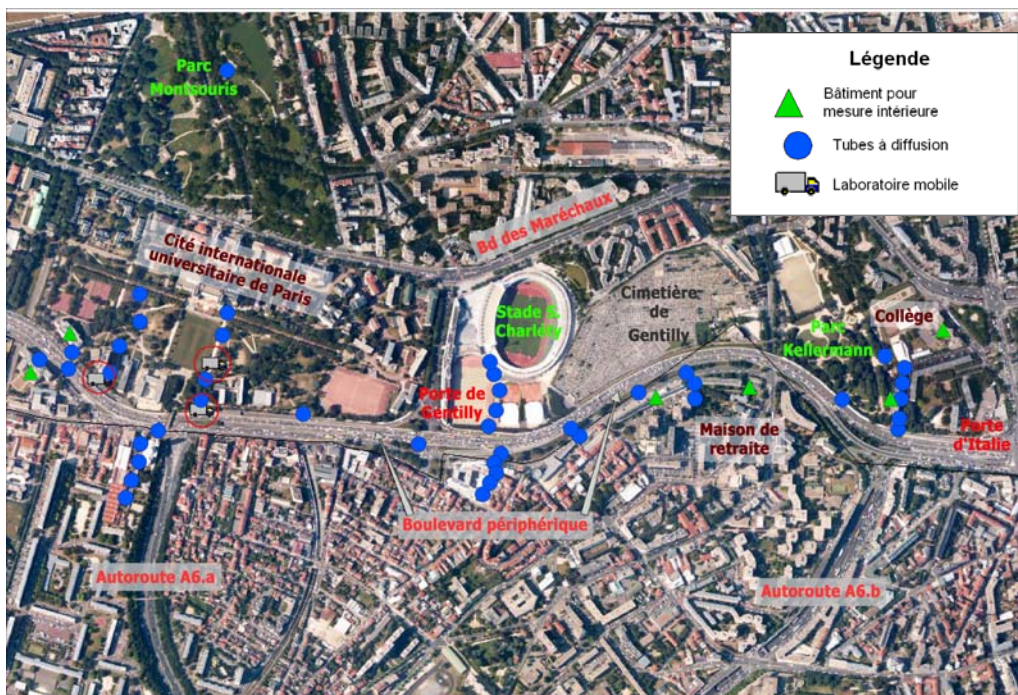 Légende
Bâtiment pour
mesure intérieure
Tubes à diffusion
Laboratoire mobile
Parc
Montsouris
Bd des Maréchaux
Cité internationale
universitaire de Paris
Stade S.
Charléty
Cimetière
de
Gentilly
Collège
Parc
Kellermann
Porte de
Gentilly
Maison de
retraite
Porte
d'Italie
Boulevard périphérique
Autoroute A6.a
Autoroute A6.b